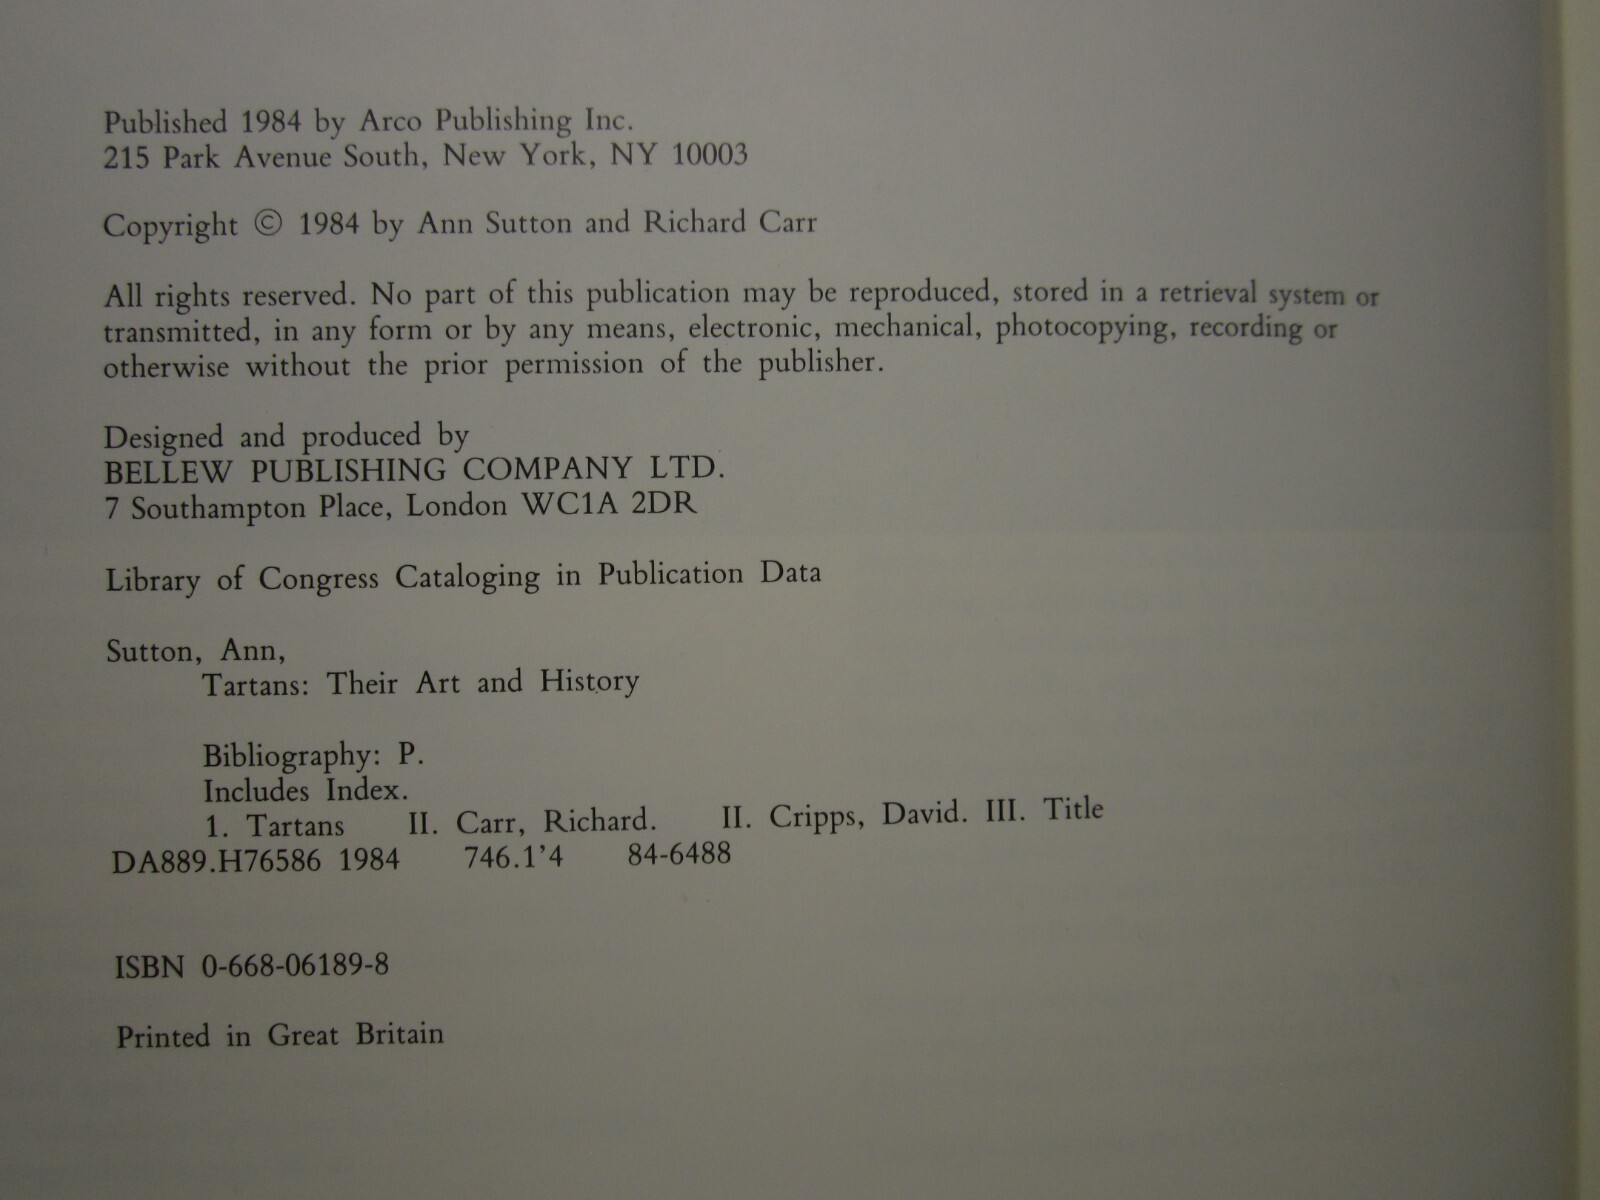 Published 1984 by Arco Publishing Inc.
215 Park Avenue South, New York, NY 10003
Copyright © 1984 by Ann Sutton and Richard Carr
All rights reserved. No part of this publication may be reproduced, stored in a retrieval system or
transmitted, in any form or by any means, electronic, mechanical, photocopying, recording or
otherwise without the prior permission of the publisher.
Designed and produced by
BELLEW PUBLISHING COMPANY LTD.
7 Southampton Place, London WC1A 2DR
Library of Congress Cataloging in Publication Data
Sutton, Ann,
Tartans: Their Art and History
Bibliography: P.
Includes Index.
1. Tartans II. Carr, Richard. II. Cripps, David. III. Title
DA889.H76586 1984 746.1'4 84-6488
ISBN 0-668-06189-8
Printed in Great Britain